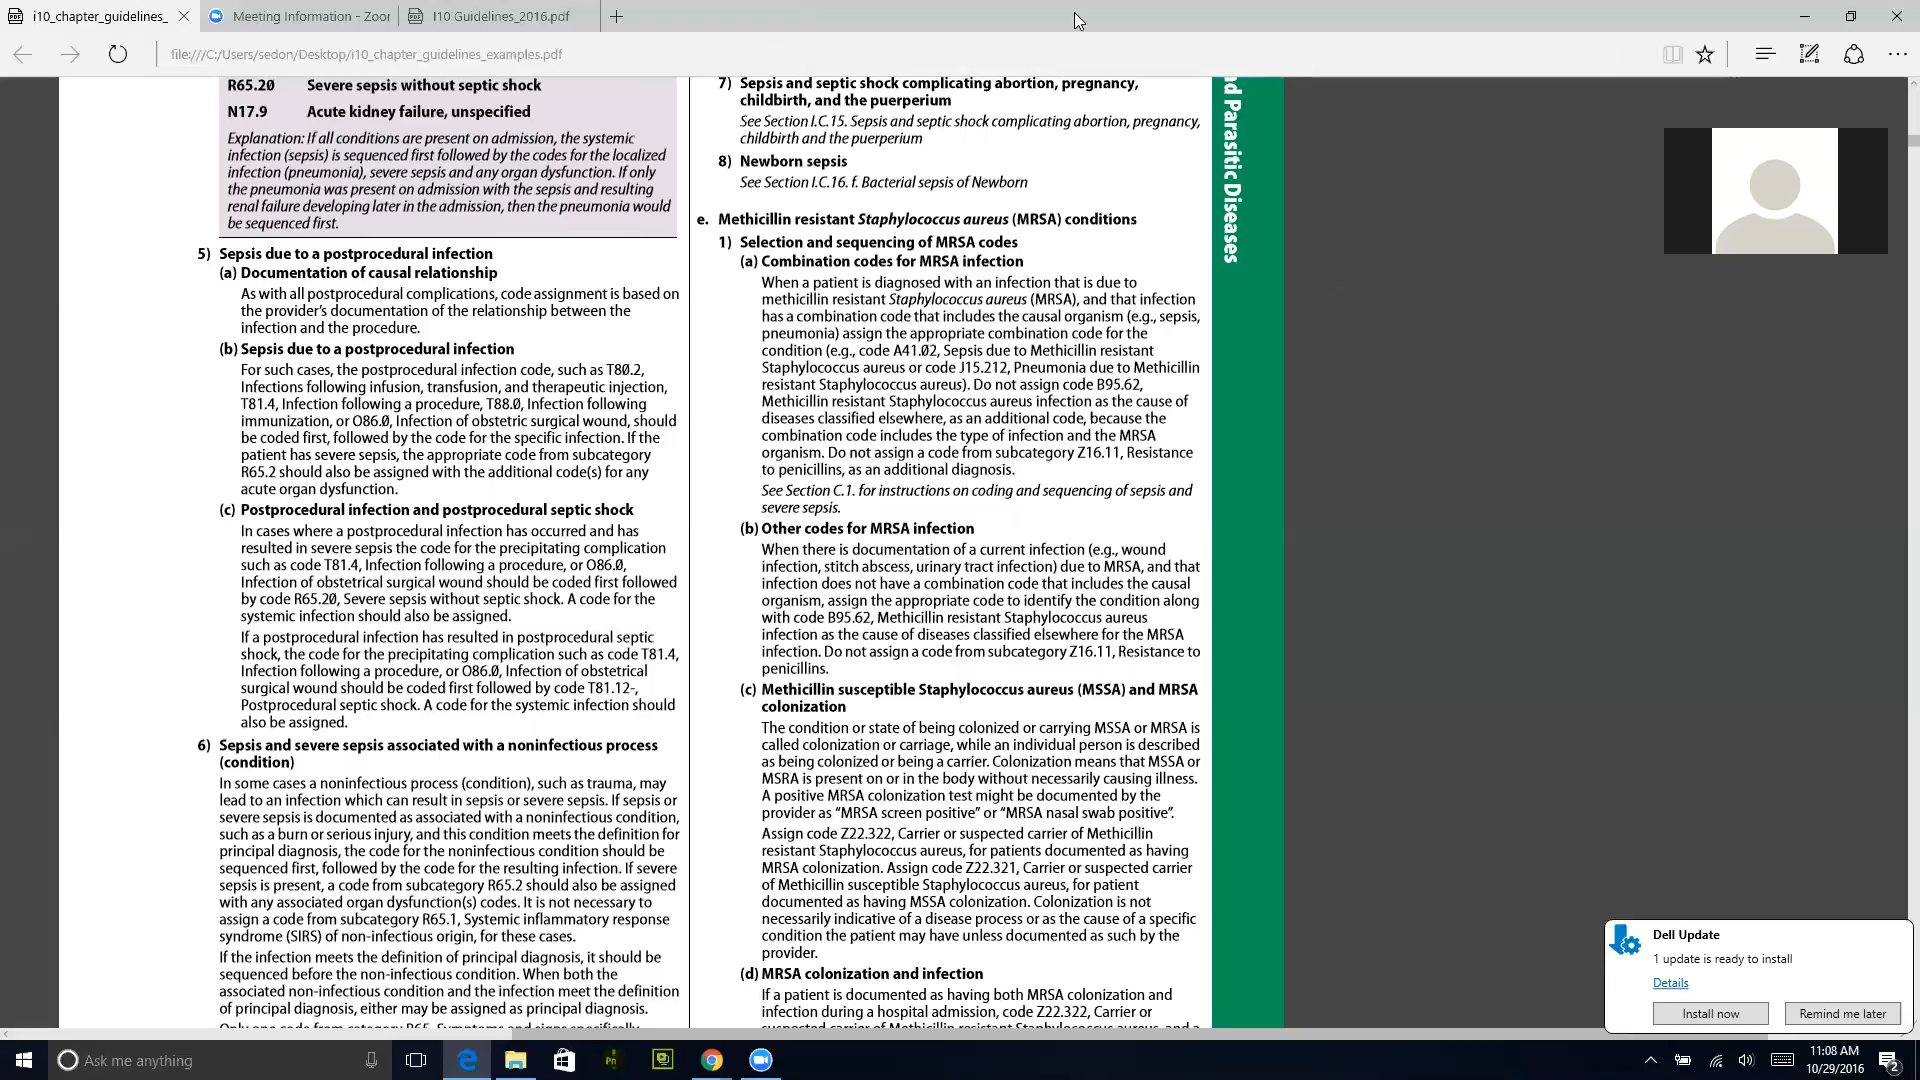 i10_chapter_guidelines_
Meeting Information - Zoor
I10 Guidelines_2016.pdf
file:///C:/Users/sedon/Desktop/i10_chapter_guidelines_examples.pdf
R65.20 Severe sepsis without septic shock
N17.9 Acute kidney failure, unspecified
Explanation: If all conditions are present on admission, the systemic
infection (sepsis) is sequenced first followed by the codes for the localized
infection (pneumonia), severe sepsis and any organ dysfunction. If only
the pneumonia was present on admission with the sepsis and resulting
renal failure developing later in the admission, then the pneumonia would
be sequenced first.
5) Sepsis due to a postprocedural infection
(a) Documentation of causal relationship
As with all postprocedural complications, code assignment is based on
the provider's documentation of the relationship between the
infection and the procedure.
(b) Sepsis due to a postprocedural infection
For such cases, the postprocedural infection code, such as T80.2,
Infections following infusion, transfusion, and therapeutic injection,
T81.4, Infection following a procedure, T88.0, Infection following
immunization, or O86.0, Infection of obstetric surgical wound, should
be coded first, followed by the code for the specific infection. If the
patient has severe sepsis, the appropriate code from subcategory
R65.2 should also be assigned with the additional code(s) for any
acute organ dysfunction.
(c) Postprocedural infection and postprocedural septic shock
In cases where a postprocedural infection has occurred and has
resulted in severe sepsis the code for the precipitating complication
such as code T81.4, Infection following a procedure, or O86.0,
Infection of obstetrical surgical wound should be coded first followed
by code R65.20, Severe sepsis without septic shock. A code for the
systemic infection should also be assigned.
If a postprocedural infection has resulted in postprocedural septic
shock, the code for the precipitating complication such as code T81.4,
Infection following a procedure, or O86.0, Infection of obstetrical
surgical wound should be coded first followed by code T81.12-,
Postprocedural septic shock. A code for the systemic infection should
also be assigned.
6) Sepsis and severe sepsis associated with a noninfectious process
(condition)
In some cases a noninfectious process (condition), such as trauma, may
lead to an infection which can result in sepsis or severe sepsis. If sepsis or
severe sepsis is documented as associated with a noninfectious condition,
such as a burn or serious injury, and this condition meets the definition for
principal diagnosis, the code for the noninfectious condition should be
sequenced first, followed by the code for the resulting infection. If severe
sepsis is present, a code from subcategory R65.2 should also be assigned
with any associated organ dysfunction(s) codes. It is not necessary to
assign a code from subcategory R65.1, Systemic inflammatory response
syndrome (SIRS) of non-infectious origin, for these cases.
If the infection meets the definition of principal diagnosis, it should be
sequenced before the non-infectious condition. When both the
associated non-infectious condition and the infection meet the definition
of principal diagnosis, either may be assigned as principal diagnosis.
Only one code from category R65, Symptoms and signs specifically
7) Sepsis and septic shock complicating abortion, pregnancy,
childbirth, and the puerperium
See Section I.C.15. Sepsis and septic shock complicating abortion, pregnancy,
childbirth and the puerperium
8) Newborn sepsis
See Section I.C.16. f. Bacterial sepsis of Newborn
e. Methicillin resistant Staphylococcus aureus (MRSA) conditions
1) Selection and sequencing of MRSA codes
(a) Combination codes for MRSA infection
When a patient is diagnosed with an infection that is due to
methicillin resistant Staphylococcus aureus (MRSA), and that infection
has a combination code that includes the causal organism (e.g., sepsis,
pneumonia) assign the appropriate combination code for the
condition (e.g., code A41.02, Sepsis due to Methicillin resistant
Staphylococcus aureus or code J15.212, Pneumonia due to Methicillin
resistant Staphylococcus aureus). Do not assign code B95.62,
Methicillin resistant Staphylococcus aureus infection as the cause of
diseases classified elsewhere, as an additional code, because the
combination code includes the type of infection and the MRSA
organism. Do not assign a code from subcategory Z16.11, Resistance
to penicillins, as an additional diagnosis.
See Section C.1. for instructions on coding and sequencing of sepsis and
severe sepsis.
(b) Other codes for MRSA infection
When there is documentation of a current infection (e.g., wound
infection, stitch abscess, urinary tract infection) due to MRSA, and that
infection does not have a combination code that includes the causal
organism, assign the appropriate code to identify the condition along
with code B95.62, Methicillin resistant Staphylococcus aureus
infection as the cause of diseases classified elsewhere for the MRSA
infection. Do not assign a code from subcategory Z16.11, Resistance to
penicillins.
(c) Methicillin susceptible Staphylococcus aureus (MSSA) and MRSA
colonization
The condition or state of being colonized or carrying MSSA or MRSA is
called colonization or carriage, while an individual person is described
as being colonized or being a carrier. Colonization means that MSSA or
MSRA is present on or in the body without necessarily causing illness.
A positive MRSA colonization test might be documented by the
provider as “MRSA screen positive” or “MRSA nasal swab positive”.
Assign code Z22.322, Carrier or suspected carrier of Methicillin
resistant Staphylococcus aureus, for patients documented as having
MRSA colonization. Assign code Z22.321, Carrier or suspected carrier
of Methicillin susceptible Staphylococcus aureus, for patient
documented as having MSSA colonization. Colonization is not
necessarily indicative of a disease process or as the cause of a specific
condition the patient may have unless documented as such by the
provider.
(d) MRSA colonization and infection
If a patient is documented as having both MRSA colonization and
infection during a hospital admission, code Z22.322, Carrier or
suspected carrier of Methicillin resistant Staphylococcus aureus, and a
nd Parasitic Diseases
Dell Update
1 update is ready to install
Details
Install now
Remind me later
Ask me anything
Pn
11:08 AM
10/29/2016
2